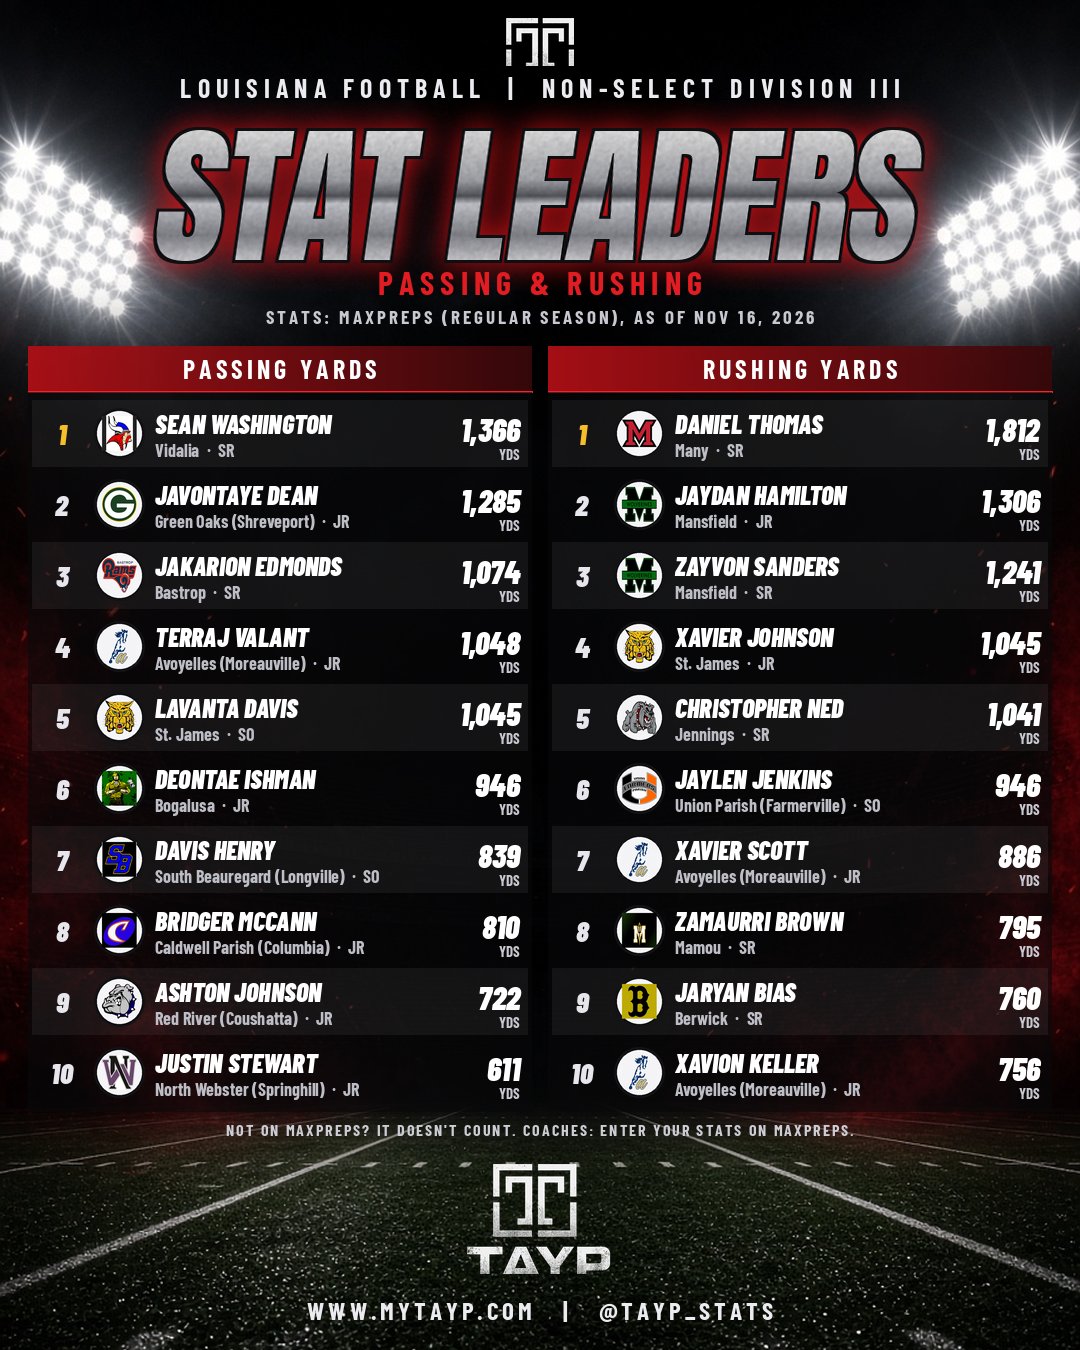 LOUISIANA FOOTBALL | NON-SELECT DIVISION III
STAT LEADERS
PASSING & RUSHING
STATS: MAXPREPS (REGULAR SEASON), AS OF NOV 16, 2026
PASSING YARDS
1 SEAN WASHINGTON 1,366
Vidalia · SR YDS
2 JAVONTAYE DEAN 1,285
Green Oaks (Shreveport) · JR YDS
3 JAKARION EDMONDS 1,074
Bastrop · SR YDS
4 TERRAJ VALANT 1,048
Avoyelles (Moreauville) · JR YDS
5 LAVANTA DAVIS 1,045
St. James · SO YDS
6 DEONTAE ISHMAN 946
Bogalusa · JR YDS
7 DAVIS HENRY 839
South Beauregard (Longville) · SO YDS
8 BRIDGER MCCANN 810
Caldwell Parish (Columbia) · JR YDS
9 ASHTON JOHNSON 722
Red River (Coushatta) · JR YDS
10 JUSTIN STEWART 611
North Webster (Springhill) · JR YDS
RUSHING YARDS
1 DANIEL THOMAS 1,812
Many · SR YDS
2 JAYDAN HAMILTON 1,306
Mansfield · JR YDS
3 ZAYVON SANDERS 1,241
Mansfield · SR YDS
4 XAVIER JOHNSON 1,045
St. James · JR YDS
5 CHRISTOPHER NED 1,041
Jennings · SR YDS
6 JAYLEN JENKINS 946
Union Parish (Farmerville) · SO YDS
7 XAVIER SCOTT 886
Avoyelles (Moreauville) · JR YDS
8 ZAMAURRI BROWN 795
Mamou · SR YDS
9 JARYAN BIAS 760
Berwick · SR YDS
10 XAVION KELLER 756
Avoyelles (Moreauville) · JR YDS
NOT ON MAXPREPS? IT DOESN'T COUNT. COACHES: ENTER YOUR STATS ON MAXPREPS.
TAYP
WWW.MYTAYP.COM | @TAYP_STATS